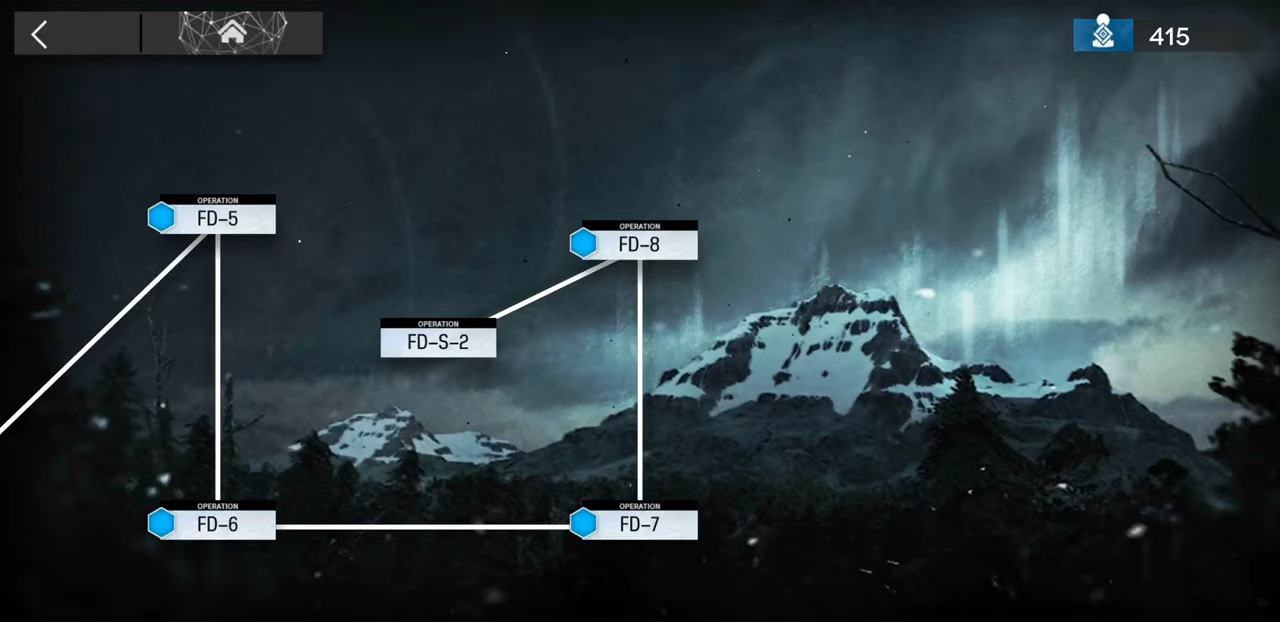 415
OPERATION
FD-5
OPERATION
FD-8
OPERATION
FD-S-2
OPERATION
FD-6
OPERATION
FD-7